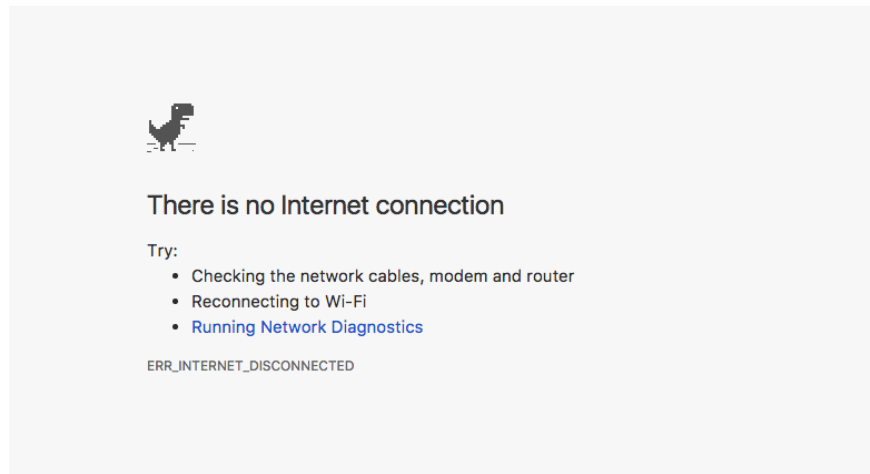 There is no Internet connection
Try:
• Checking the network cables, modem and router
• Reconnecting to Wi-Fi
• Running Network Diagnostics
ERR_INTERNET_DISCONNECTED